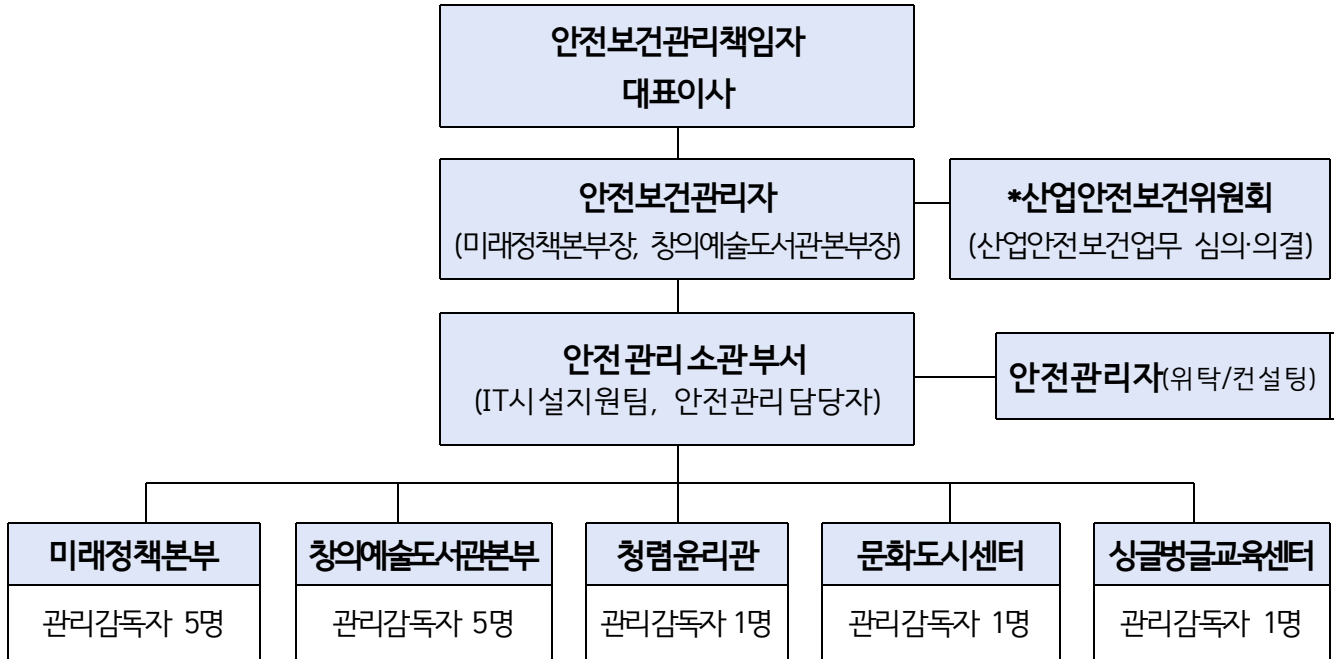 안전보건관리책임자
대표이사
안전보건관리자
(미래정책본부장, 창의예술도서관본부장)
*산업안전보건위원회
(산업안전보건업무 심의·의결)
안전관리소관부서
(IT시설지원팀, 안전관리담당자)
안전관리자(위탁/컨설팅)
미래정책본부
관리감독자 5명
창의예술도서관본부
관리감독자 5명
청렴윤리관
관리감독자 1명
문화도시센터
관리감독자 1명
싱글벙글교육센터
관리감독자 1명